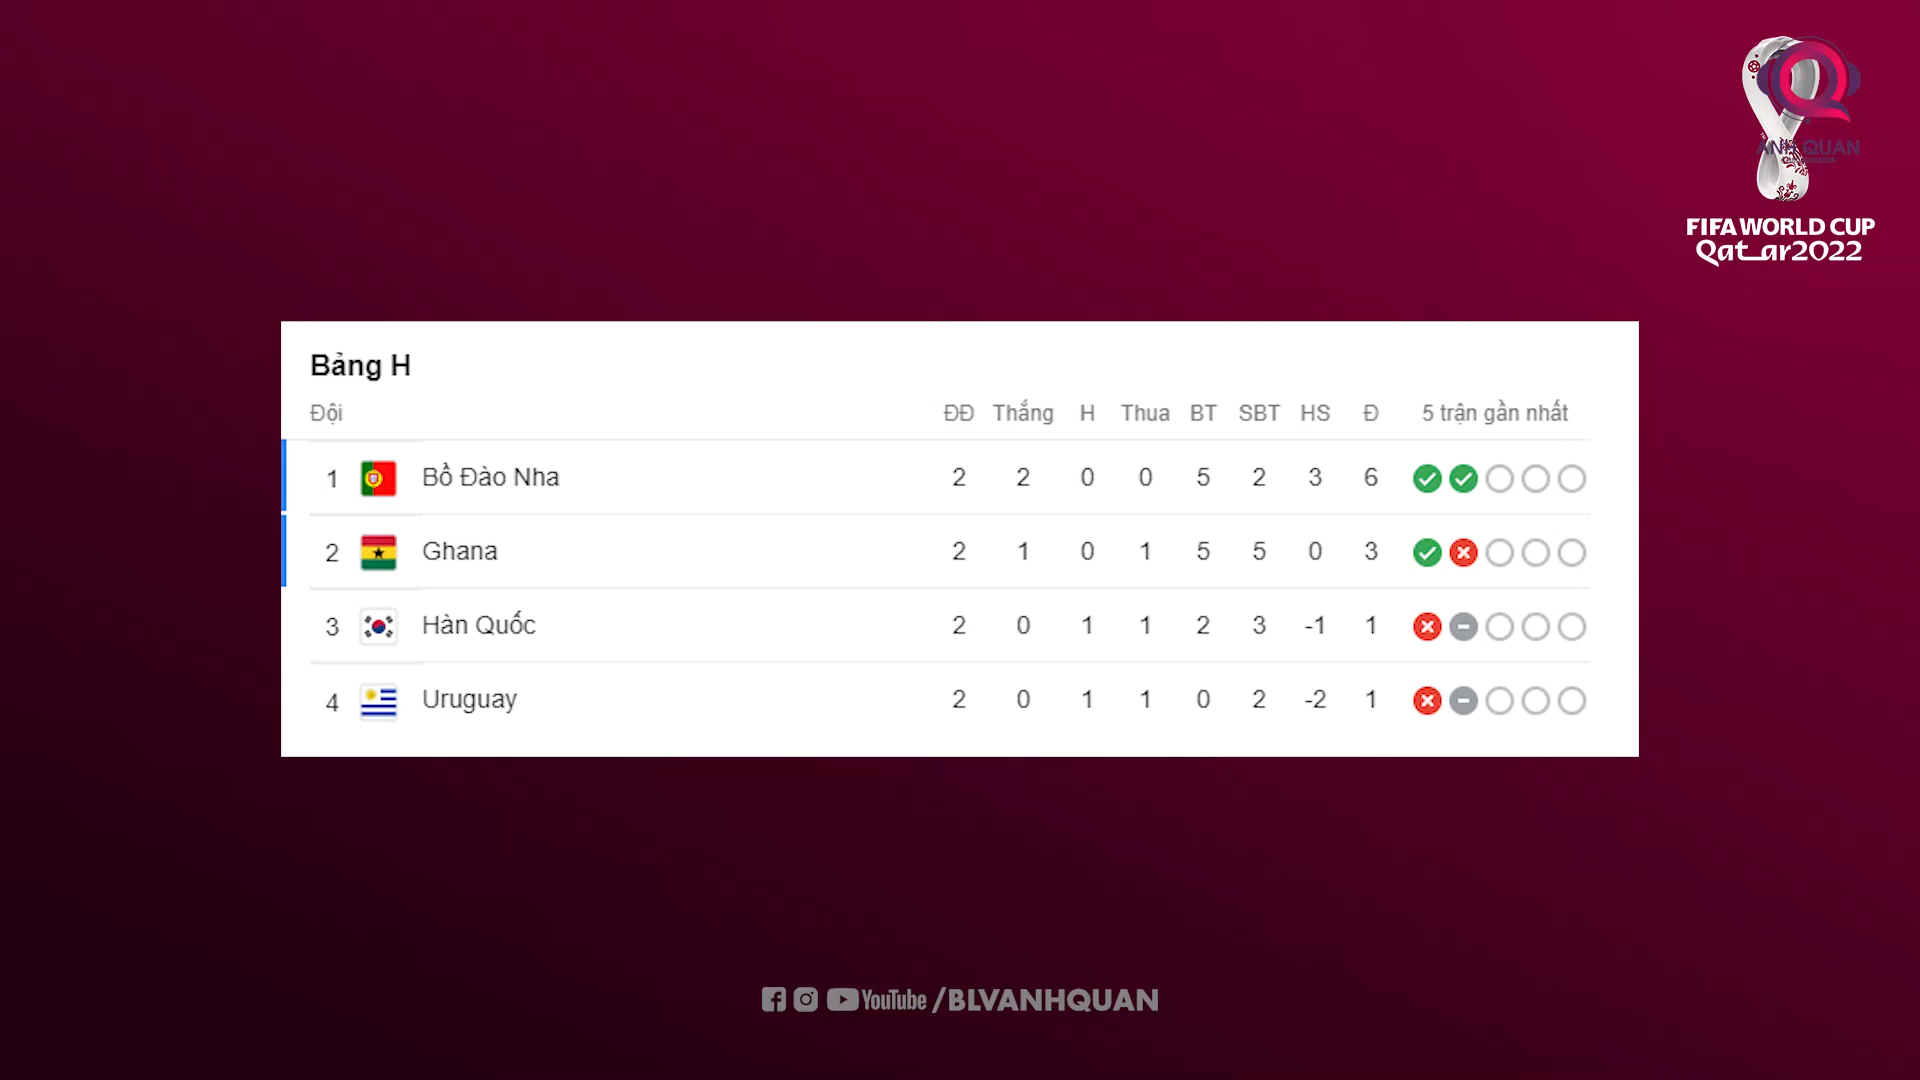 ANH QUAN
FIFA WORLD CUP
Qatar2022
Bảng H
Đội ĐĐ Thắng H Thua BT SBT HS Đ 5 trận gần nhất
1 Bồ Đào Nha 2 2 0 0 5 2 3 6
2 Ghana 2 1 0 1 5 5 0 3
3 Hàn Quốc 2 0 1 1 2 3 -1 1
4 Uruguay 2 0 1 1 0 2 -2 1
YouTube /BLVANHQUAN